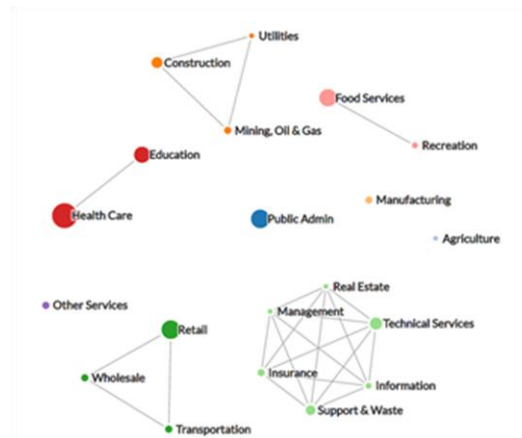 Utilities
Construction
Food Services
Mining, Oil & Gas
Recreation
Education
Manufacturing
Health Care
Public Admin
Agriculture
Real Estate
Other Services
Management
Technical Services
Retail
Insurance
Wholesale
Information
Support & Waste
Transportation